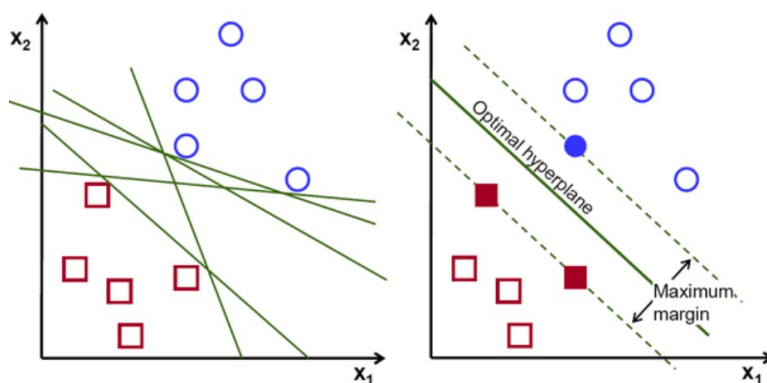 x₂
x₁
x₂
Optimal hyperplane
Maximum
margin
x₁